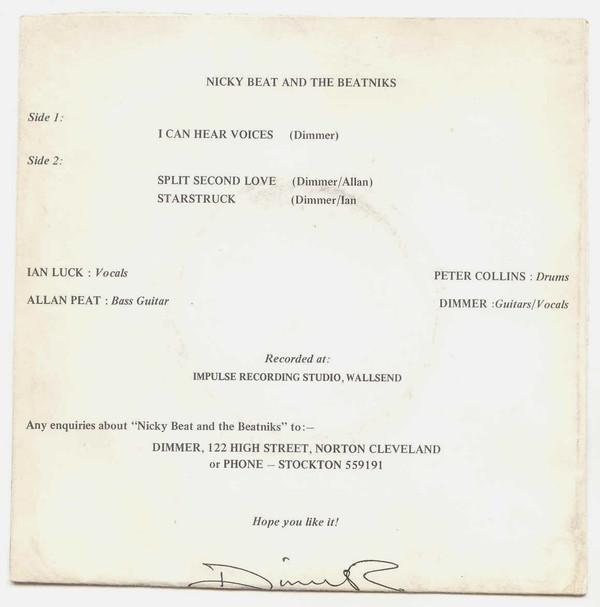 NICKY BEAT AND THE BEATNIKS
Side 1:
I CAN HEAR VOICES (Dimmer)
Side 2:
SPLIT SECOND LOVE (Dimmer/Allan)
STARSTRUCK (Dimmer/Ian
IAN LUCK : Vocals
PETER COLLINS : Drums
ALLAN PEAT : Bass Guitar
DIMMER :Guitars/Vocals
Recorded at:
IMPULSE RECORDING STUDIO, WALLSEND
Any enquiries about “Nicky Beat and the Beatniks” to:—
DIMMER, 122 HIGH STREET, NORTON CLEVELAND
or PHONE — STOCKTON 559191
Hope you like it!
DimmeR